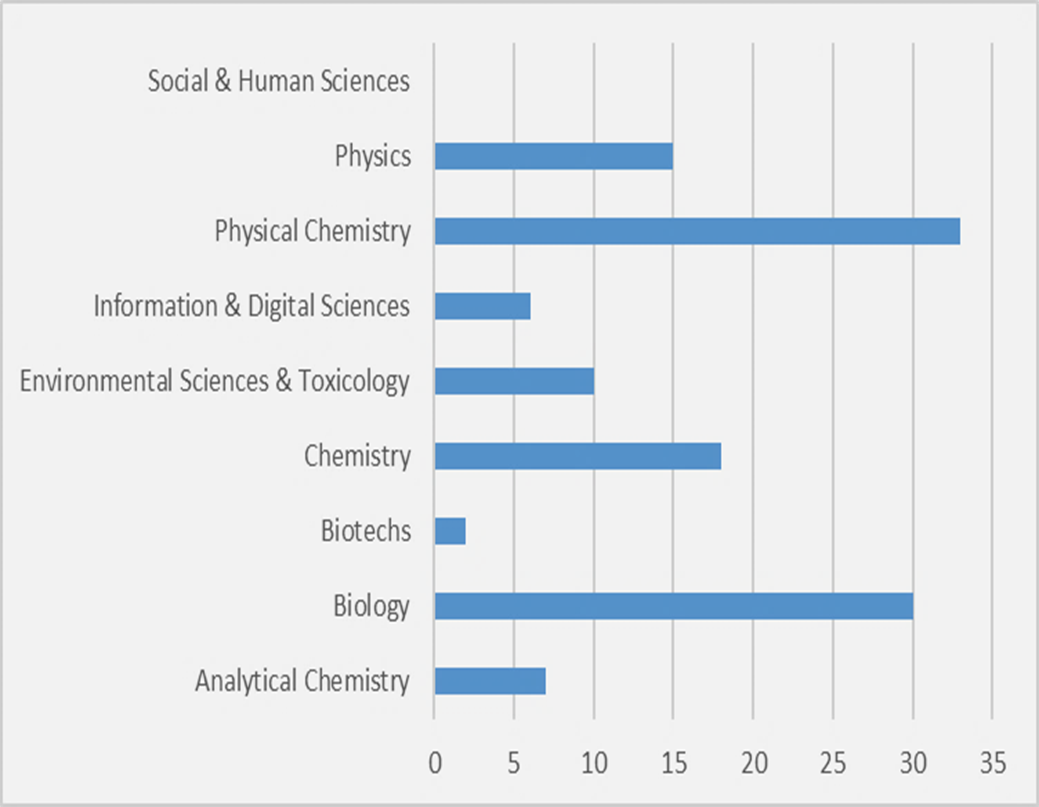 Social & Human Sciences
Physics
Physical Chemistry
Information & Digital Sciences
Environmental Sciences & Toxicology
Chemistry
Biotechs
Biology
Analytical Chemistry
0 5 10 15 20 25 30 35